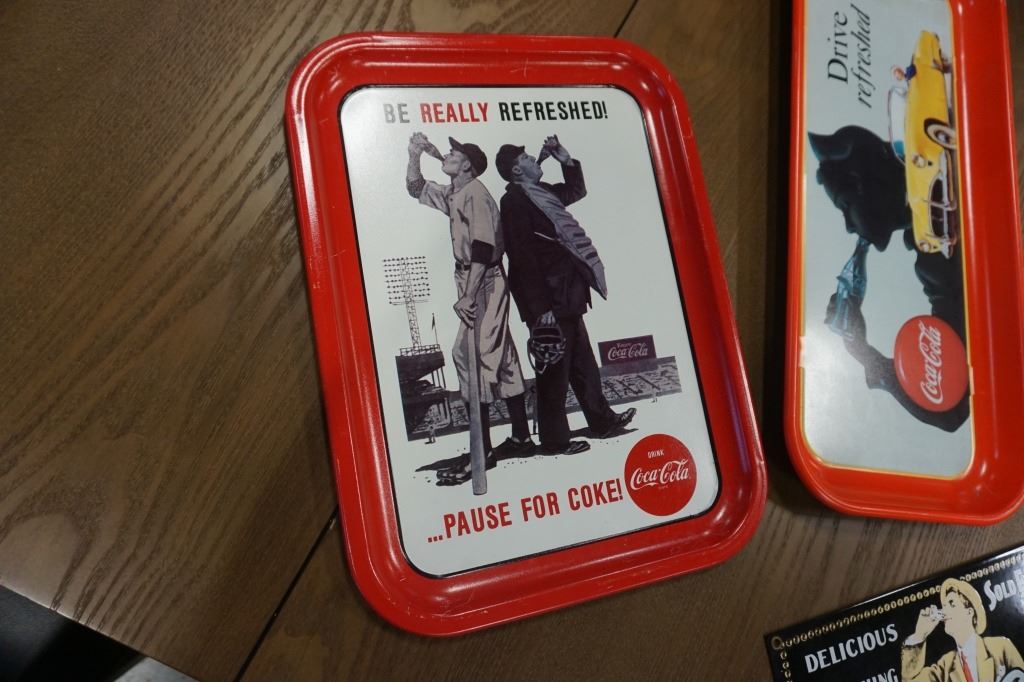 BE REALLY REFRESHED!
Coca-Cola
DRINK
Coca-Cola
...PAUSE FOR COKE!
Drive
refreshed
Coca-Cola
DELICIOUS